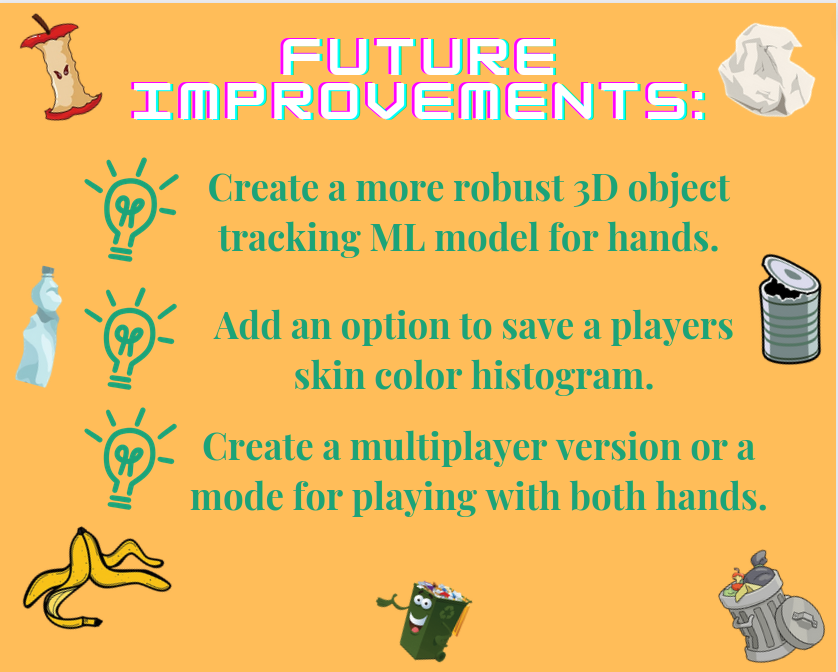 FUTURE
IMPROVEMENTS:
Create a more robust 3D object
tracking ML model for hands.
Add an option to save a players
skin color histogram.
Create a multiplayer version or a
mode for playing with both hands.